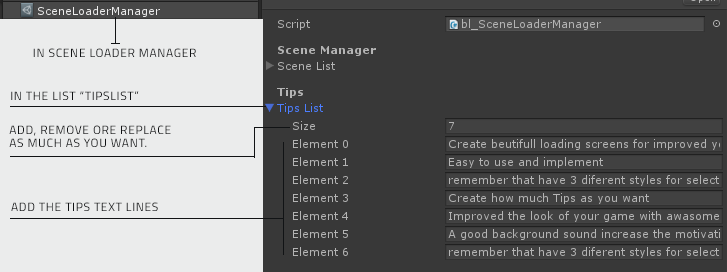 SceneLoaderManager
IN SCENE LOADER MANAGER
IN THE LIST "TIPSLIST"
ADD, REMOVE ORE REPLACE
AS MUCH AS YOU WANT.
ADD THE TIPS TEXT LINES
Script bl_SceneLoaderManager
Scene Manager
Scene List
Tips
Tips List
Size 7
Element 0 Create beutifull loading screens for improved
Element 1 Easy to use and implement
Element 2 remember that have 3 diferent styles for select
Element 3 Create how much Tips as you want
Element 4 Improved the look of your game with awasome
Element 5 A good background sound increase the motivati
Element 6 remember that have 3 diferent styles for select